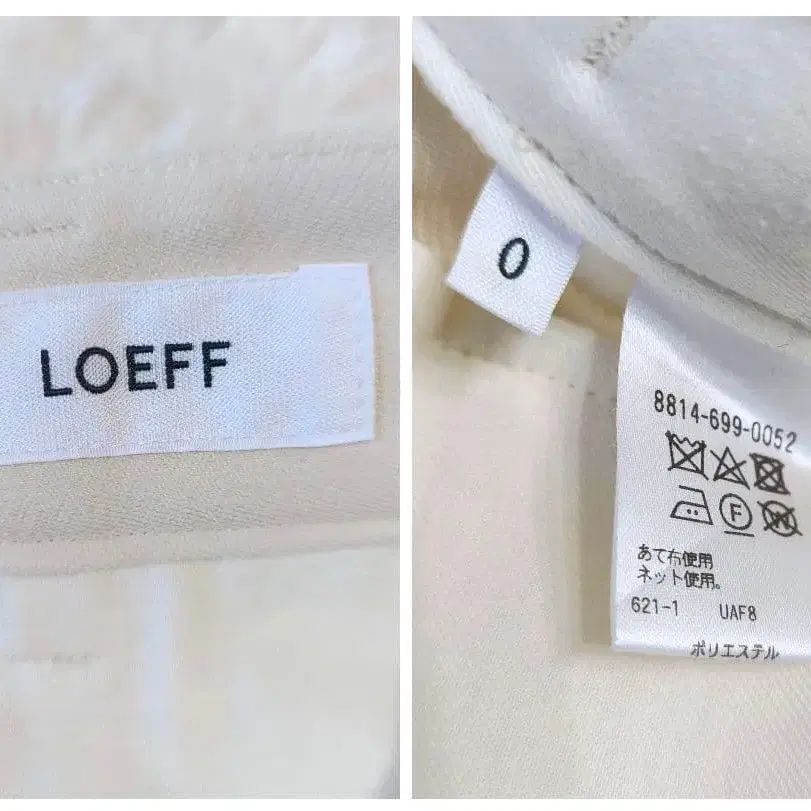 LOEFF
0
8814-699-0052
F
W
あて布使用
ネット使用。
621-1 UAF8
ポリエステル